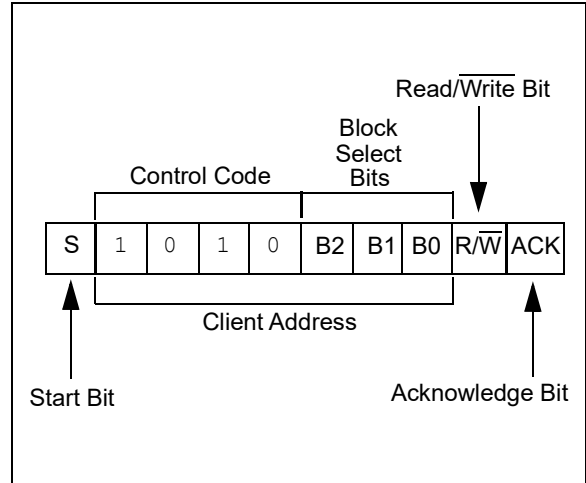 Read/Write Bit
Block
Select
Bits
Control Code
S 1 0 1 0 B2 B1 B0 R/W ACK
Client Address
Start Bit
Acknowledge Bit